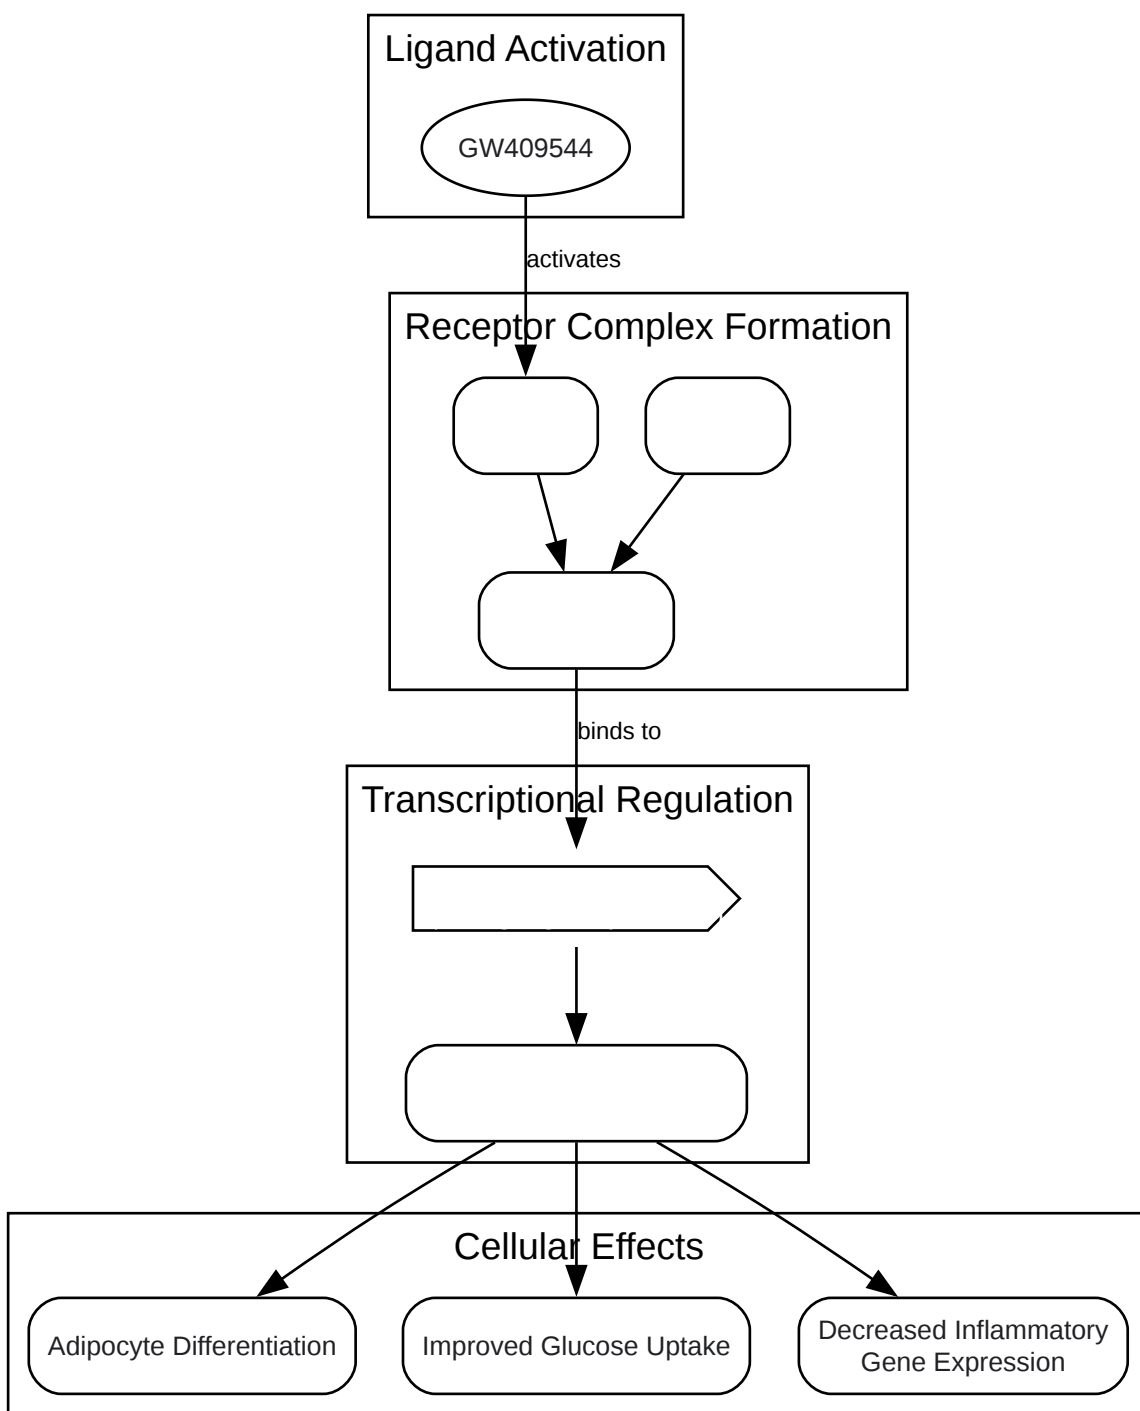 Ligand Activation
GW409544
activates
Receptor Complex Formation
binds to
Transcriptional Regulation
Cellular Effects
Adipocyte Differentiation
Improved Glucose Uptake
Decreased Inflammatory
Gene Expression